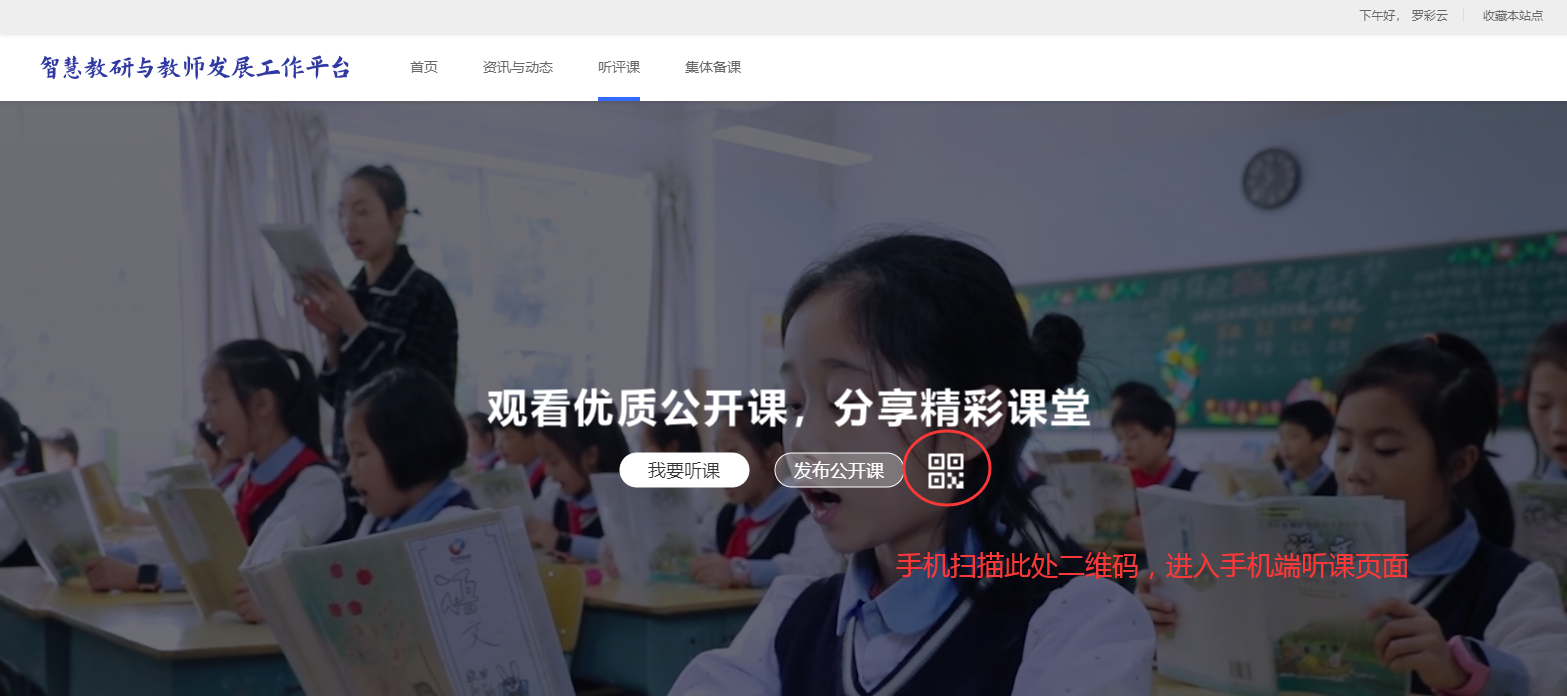 下午好， 罗彩云 收藏本站点
智慧教研与教师发展工作平台 首页 资讯与动态 听评课 集体备课
观看优质公开课，分享精彩课堂
我要听课 发布公开课
手机扫描此处二维码，进入手机端听课页面
语文